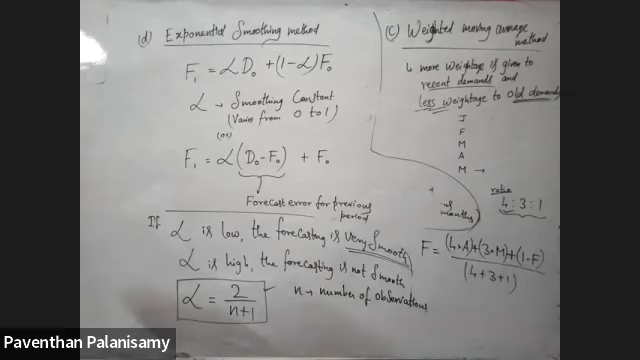 (d) Exponential Smoothing method
F₁ = αD₀ + (1-α)F₀
α → Smoothing Constant
(Varies from 0 to 1)
(or)
F₁ = α(D₀-F₀) + F₀
Forecast error for previous
period
If
α is low, the forecasting is very smooth
α is high, the forecasting is not smooth
α = 2/(n+1)
n → number of observations
(c) Weighted moving average
method
↳ more weightage is given to
recent demands and
less weightage to old demands
J
F
M
A
M →
ratio
4 : 3 : 1
months
F = (4*A)+(3*M)+(1*F)
(4+3+1)
Paventhan Palanisamy